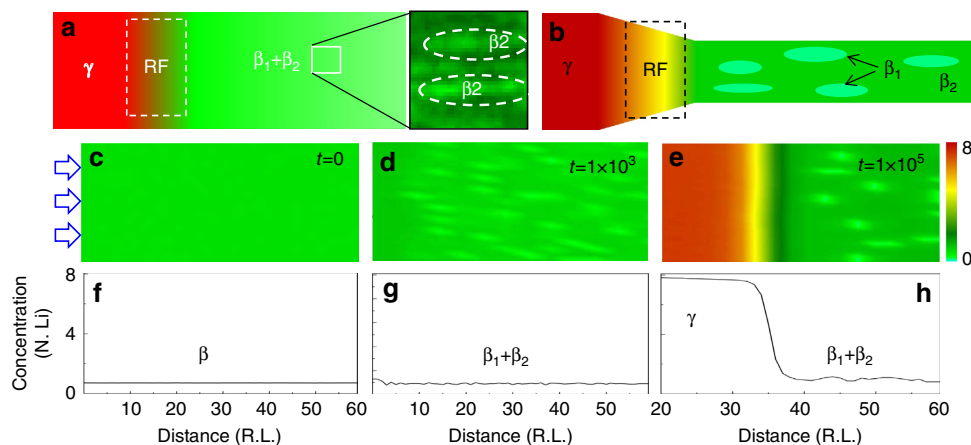 a
γ
RF
β₁+β₂
β2
β2
b
γ
RF
β₁
β₂
c
t=0
d
t=1×10³
e
t=1×10⁵
8
0
Concentration
(N. Li)
8
4
0
f
β
g
β₁+β₂
h
γ
β₁+β₂
10 20 30 40 50 60
10 20 30 40 50
20 30 40 50 60
Distance (R.L.)
Distance (R.L.)
Distance (R.L.)